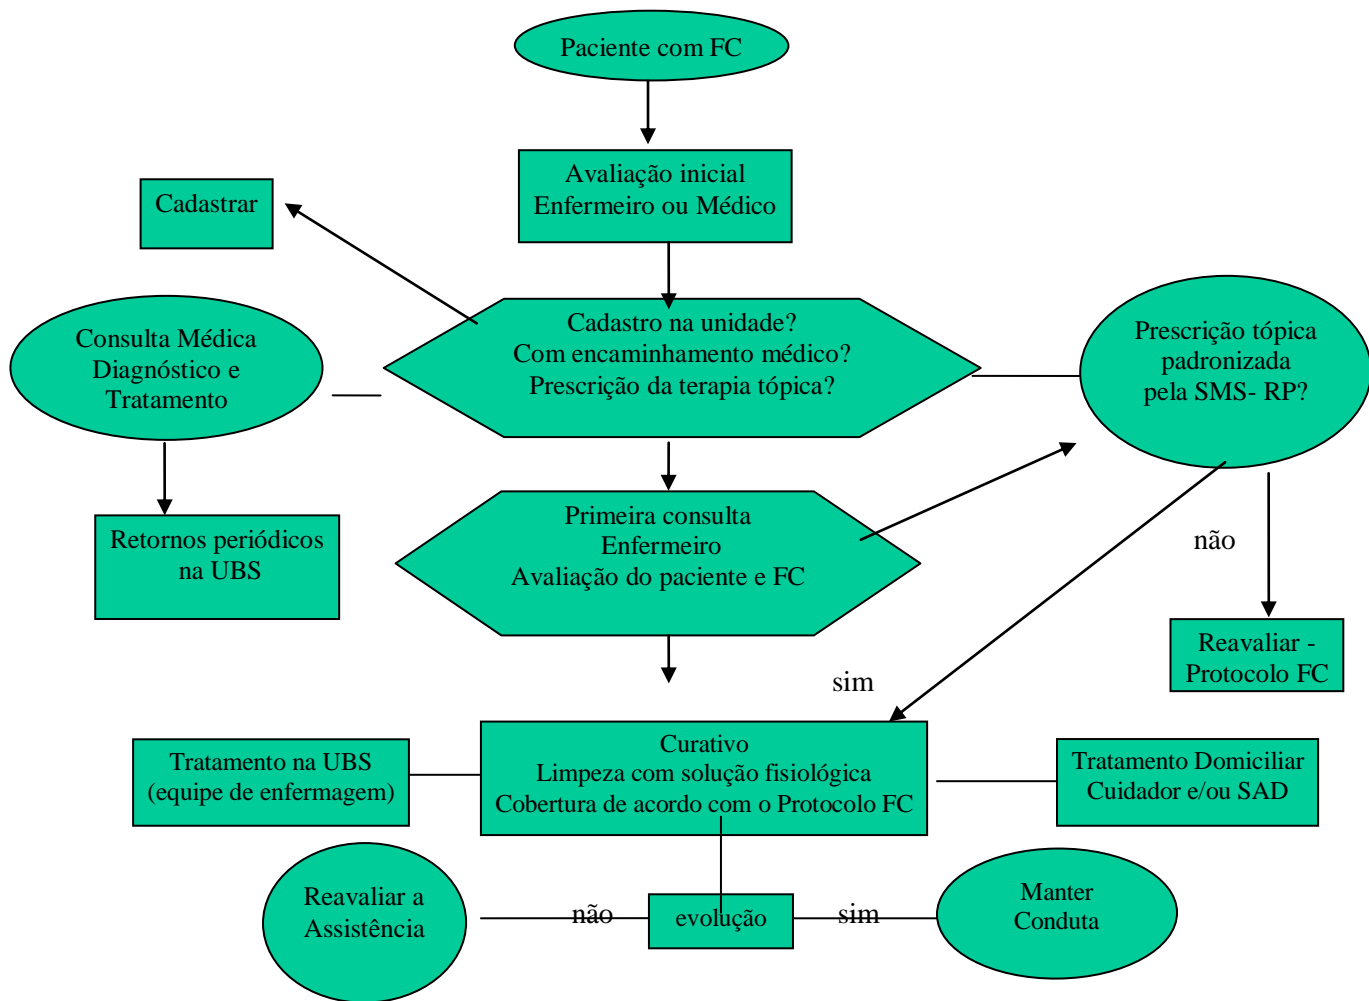 Paciente com FC
Avaliação inicial
Enfermeiro ou Médico
Cadastrar
Cadastro na unidade?
Com encaminhamento médico?
Prescrição da terapia tópica?
Consulta Médica
Diagnóstico e
Tratamento
Prescrição tópica
padronizada
pela SMS- RP?
Primeira consulta
Enfermeiro
Avaliação do paciente e FC
Retornos periódicos
na UBS
não
Reavaliar -
Protocolo FC
sim
Curativo
Limpeza com solução fisiológica
Cobertura de acordo com o Protocolo FC
Tratamento na UBS
(equipe de enfermagem)
Tratamento Domiciliar
Cuidador e/ou SAD
Reavaliar a
Assistência
não
evolução
sim
Manter
Conduta